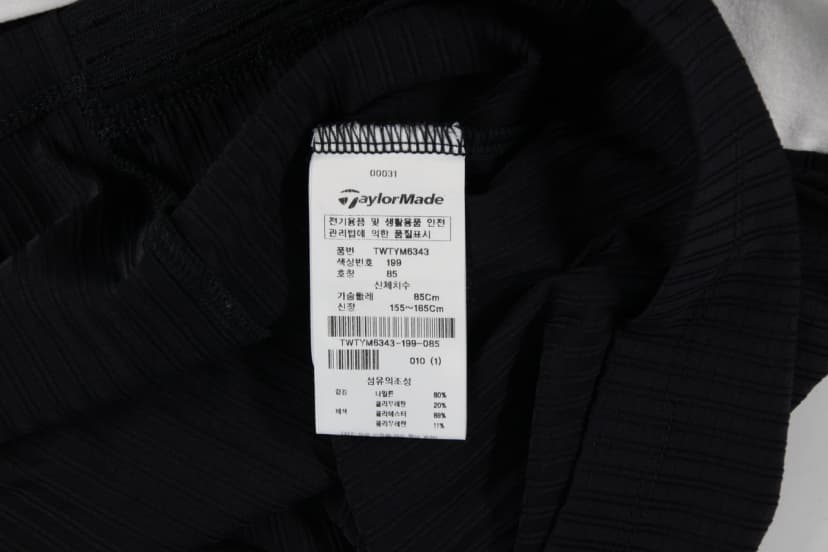 00031
TaylorMade
전기용품 및 생활용품 안전
관리법에 의한 품질표시
품번 TWTYM6343
색상번호 199
호칭 85
신체치수
가슴둘레 85Cm
신장 155~165Cm
TWTYM6343-199-085
010 (1)
섬유의조성
겉감 나일론 80%
폴리우레탄 20%
배색 폴리에스터 89%
폴리우레탄 11%